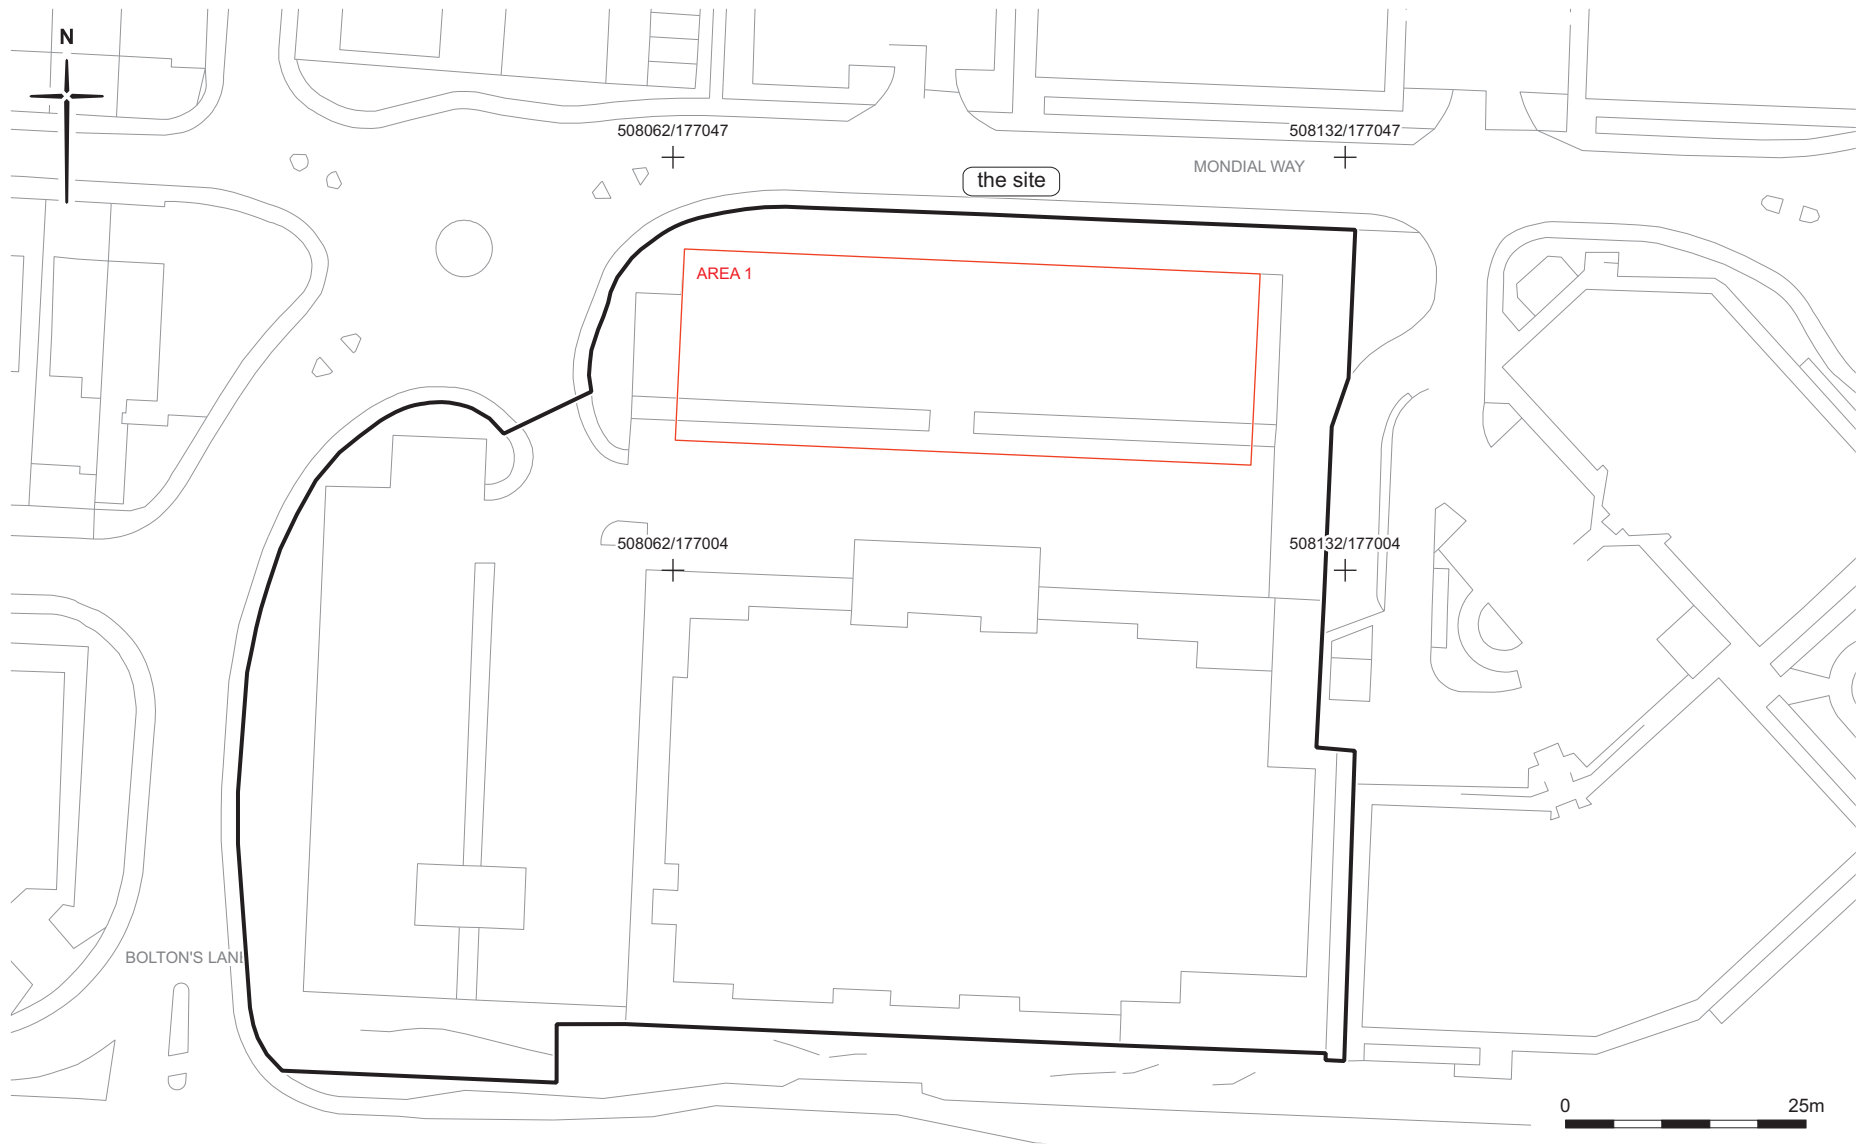 N
508062/177047
508132/177047
MONDIAL WAY
the site
AREA 1
508062/177004
508132/177004
BOLTON'S LAN
0 25m